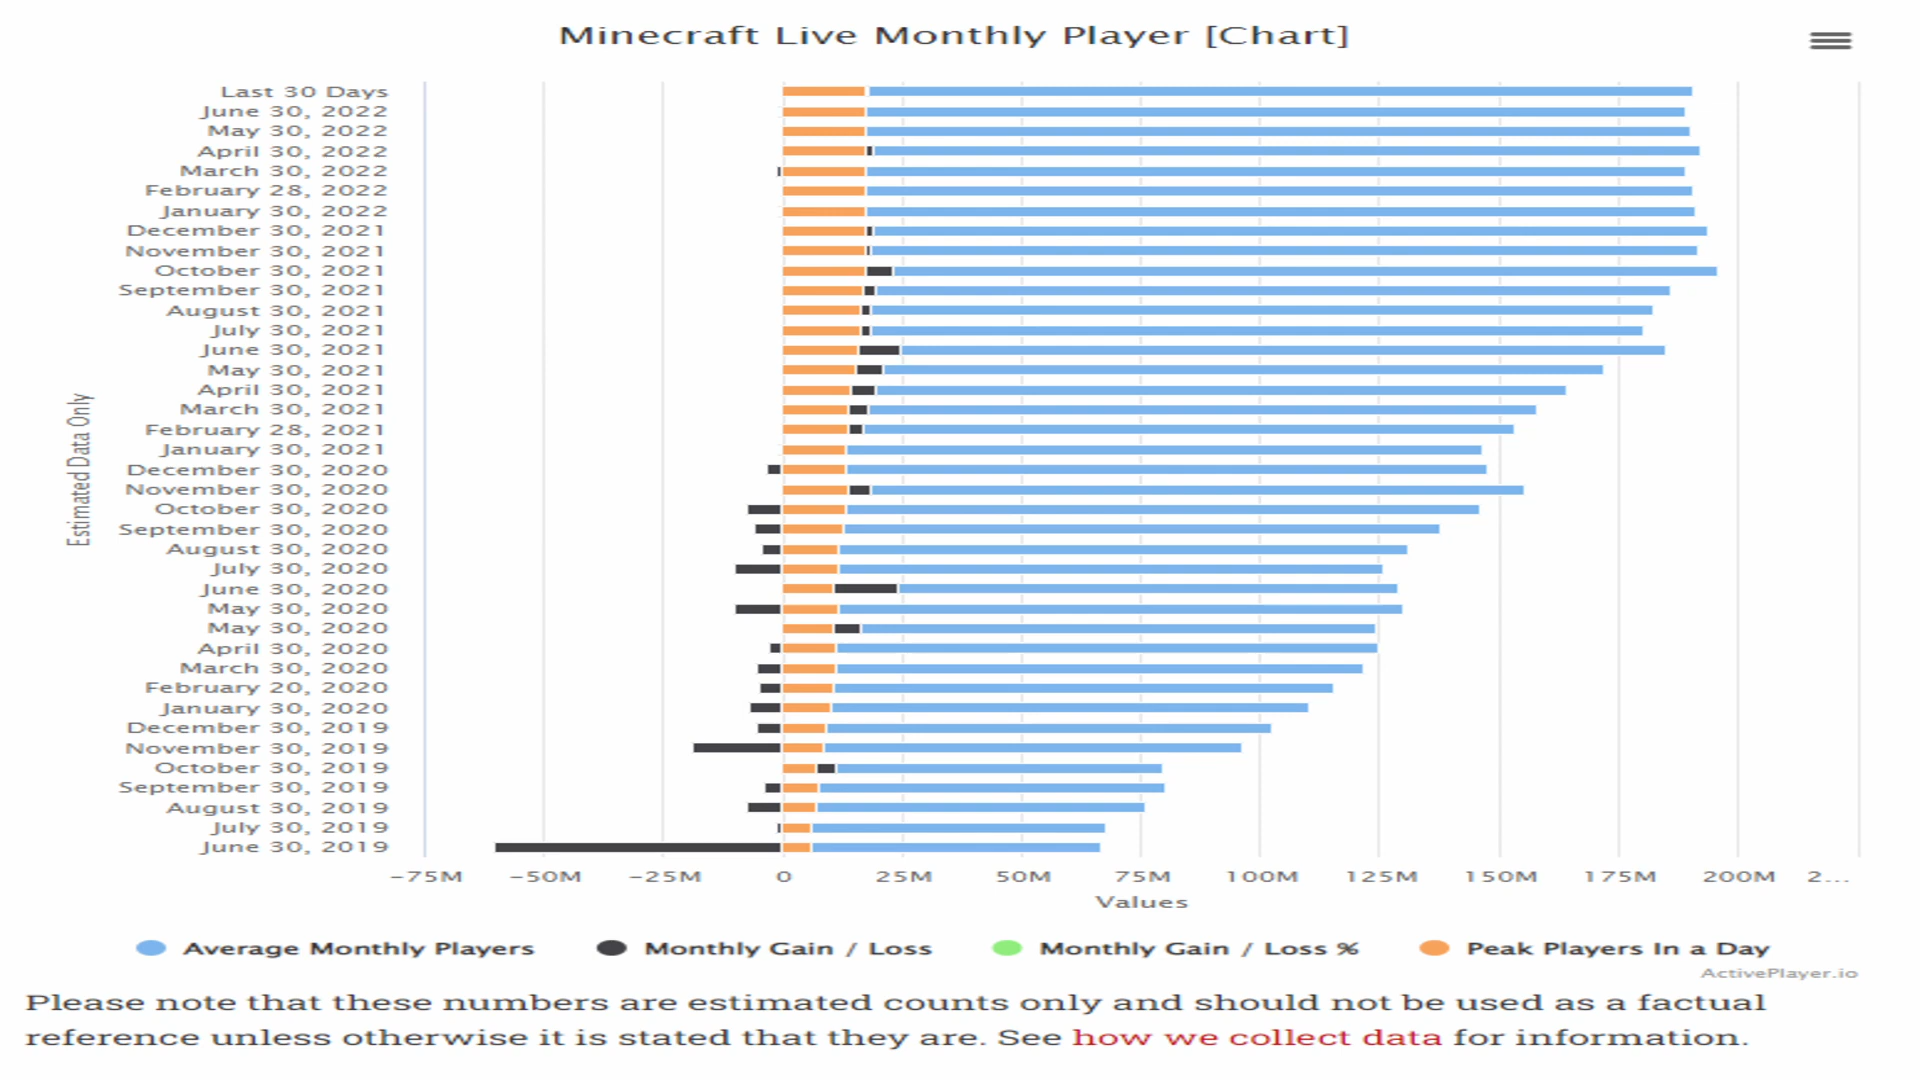 Minecraft Live Monthly Player [Chart]
Last 30 Days
June 30, 2022
May 30, 2022
April 30, 2022
March 30, 2022
February 28, 2022
January 30, 2022
December 30, 2021
November 30, 2021
October 30, 2021
September 30, 2021
August 30, 2021
July 30, 2021
June 30, 2021
May 30, 2021
April 30, 2021
March 30, 2021
February 28, 2021
January 30, 2021
December 30, 2020
November 30, 2020
October 30, 2020
September 30, 2020
August 30, 2020
July 30, 2020
June 30, 2020
May 30, 2020
May 30, 2020
April 30, 2020
March 30, 2020
February 20, 2020
January 30, 2020
December 30, 2019
November 30, 2019
October 30, 2019
September 30, 2019
August 30, 2019
July 30, 2019
June 30, 2019
Estimated Data Only
−75M −50M −25M 0 25M 50M 75M 100M 125M 150M 175M 200M 2...
Values
Average Monthly Players Monthly Gain / Loss Monthly Gain / Loss % Peak Players In a Day
ActivePlayer.io
Please note that these numbers are estimated counts only and should not be used as a factual
reference unless otherwise it is stated that they are. See how we collect data for information.